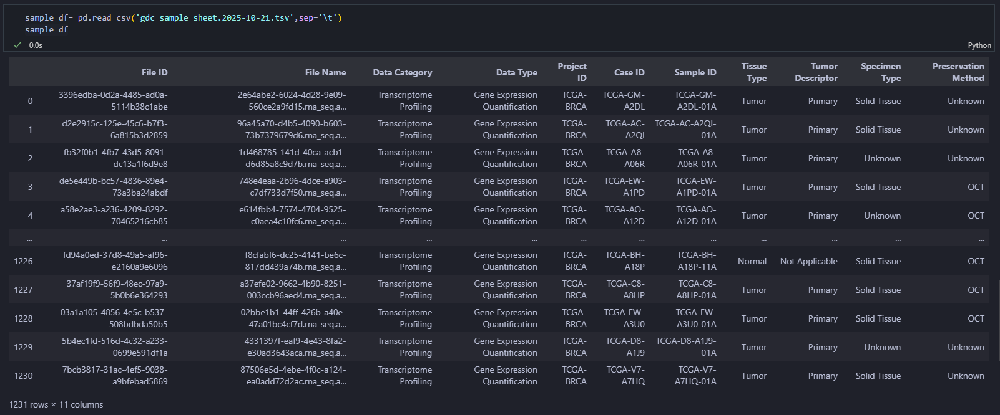 sample_df= pd.read_csv('gdc_sample_sheet.2025-10-21.tsv',sep='\t')
sample_df
0.0s
Python
File ID File Name Data Category Data Type Project ID Case ID Sample ID Tissue Type Tumor Descriptor Specimen Type Preservation Method
0 3396edba-0d2a-4485-ad0a- 2e64abe2-6024-4d28-9e09- Transcriptome Gene Expression TCGA- TCGA-GM- TCGA-GM- Tumor Primary Solid Tissue Unknown
5114b38c1abe 560ce2a9fd15.rna_seq.a... Profiling Quantification BRCA A2DL A2DL-01A
1 d2e2915c-125e-45c6-b7f3- 96a45a70-d4b5-4090-b603- Transcriptome Gene Expression TCGA- TCGA-AC- TCGA-AC-A2QI- Tumor Primary Solid Tissue Unknown
6a815b3d2859 73b7379679d6.rna_seq.a... Profiling Quantification BRCA A2QI 01A
2 fb32f0b1-4fb7-43d5-8091- 1d468785-141d-40ca-acb1- Transcriptome Gene Expression TCGA- TCGA-A8- TCGA-A8- Tumor Primary Unknown Unknown
dc13a1f6d9e8 d6d85a8c9d7b.rna_seq.a... Profiling Quantification BRCA A06R A06R-01A
3 de5e449b-bc57-4836-89e4- 748e4eaa-2b96-4dce-a903- Transcriptome Gene Expression TCGA- TCGA-EW- TCGA-EW- Tumor Primary Solid Tissue OCT
73a3ba24abdf c7df733d7f50.rna_seq.a... Profiling Quantification BRCA A1PD A1PD-01A
4 a58e2ae3-a236-4209-8292- e614fbb4-7574-4704-9525- Transcriptome Gene Expression TCGA- TCGA-AO- TCGA-AO- Tumor Primary Unknown OCT
70465216cb85 c0aea4c10fc6.rna_seq.a... Profiling Quantification BRCA A12D A12D-01A
... ... ... ... ... ... ... ... ... ... ... ...
1226 fd94a0ed-37d8-49a5-af96- f8cfabf6-dc25-4141-be6c- Transcriptome Gene Expression TCGA- TCGA-BH- TCGA-BH- Normal Not Applicable Solid Tissue OCT
e2160a9e6096 817dd439a74b.rna_seq.a... Profiling Quantification BRCA A18P A18P-11A
1227 37af19f9-56f9-48ec-97a9- a37efe02-9662-4b90-8251- Transcriptome Gene Expression TCGA- TCGA-C8- TCGA-C8- Tumor Primary Solid Tissue OCT
5b0b6e364293 003ccb96aed4.rna_seq.a... Profiling Quantification BRCA A8HP A8HP-01A
1228 03a1a105-4856-4e5c-b537- 02bbe1b1-44ff-426b-a40e- Transcriptome Gene Expression TCGA- TCGA-EW- TCGA-EW- Tumor Primary Solid Tissue OCT
508bdbda50b5 47a01bc4cf7d.rna_seq.a... Profiling Quantification BRCA A3U0 A3U0-01A
1229 5b4ec1fd-516d-4c32-a233- 4331397f-eaf9-4e43-8fa2- Transcriptome Gene Expression TCGA- TCGA-D8- TCGA-D8-A1J9- Tumor Primary Unknown Unknown
0699e591df1a e30ad3643aca.rna_seq.a... Profiling Quantification BRCA A1J9 01A
1230 7bcb3817-31ac-4ef5-9038- 87506e5d-4ebe-4f0c-a124- Transcriptome Gene Expression TCGA- TCGA-V7- TCGA-V7- Tumor Primary Solid Tissue Unknown
a9bfebad5869 ea0add72d2ac.rna_seq.a... Profiling Quantification BRCA A7HQ A7HQ-01A
1231 rows × 11 columns